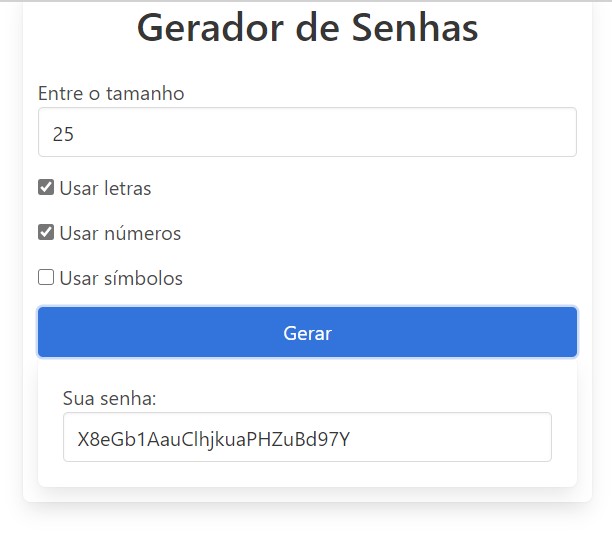 Gerador de Senhas
Entre o tamanho
25
Usar letras
Usar números
Usar símbolos
Gerar
Sua senha:
X8eGb1AauClhjkuaPHZuBd97Y